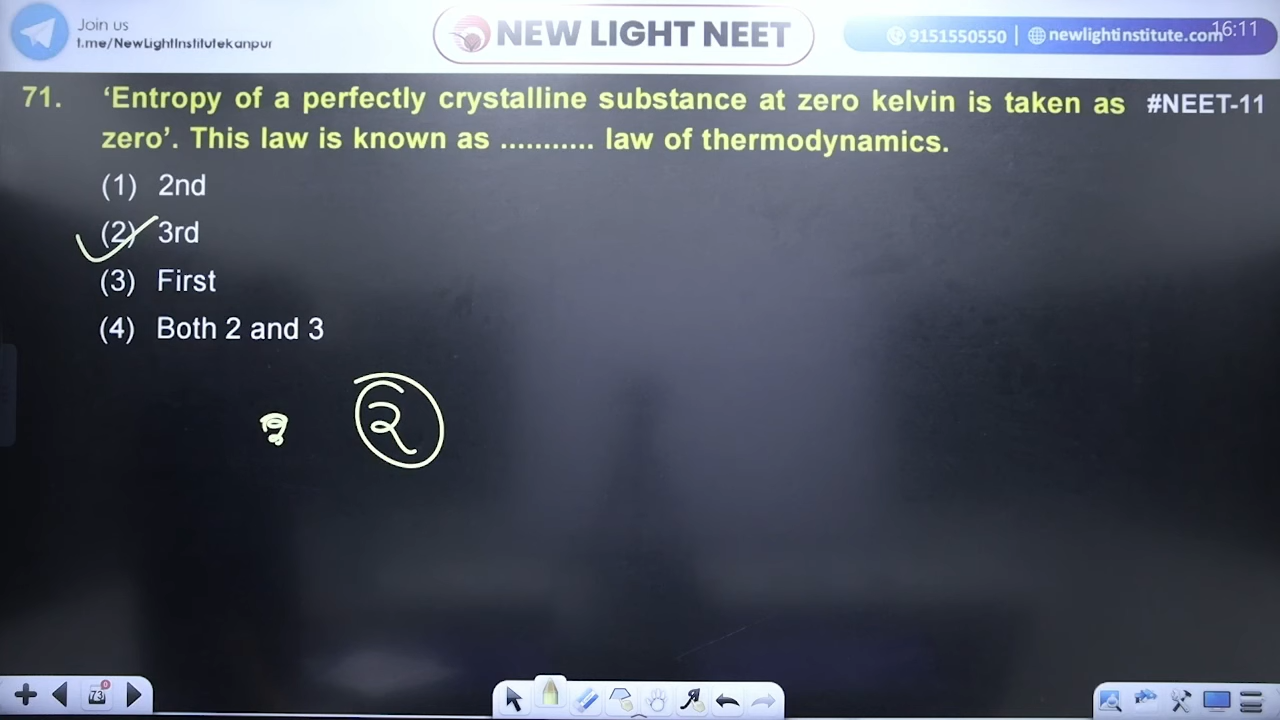 Join us
t.me/NewLightInstitutekanpur
NEW LIGHT NEET
9151550550 | newlightinstitute.com
16:11
71. ‘Entropy of a perfectly crystalline substance at zero kelvin is taken as
zero’. This law is known as ........... law of thermodynamics.
#NEET-11
(1) 2nd
(2) 3rd
(3) First
(4) Both 2 and 3
२
73